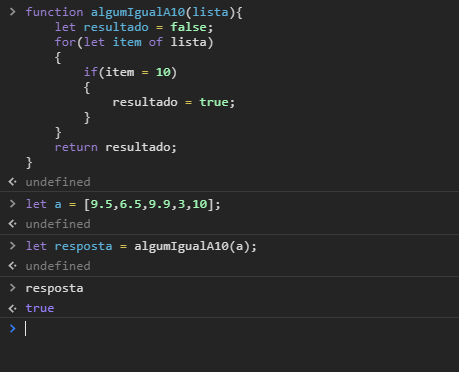 > function algumIgualA10(lista){
    let resultado = false;
    for(let item of lista)
    {
        if(item = 10)
        {
            resultado = true;
        }
    }
    return resultado;
}
undefined
> let a = [9.5,6.5,9.9,3,10];
undefined
> let resposta = algumIgualA10(a);
undefined
> resposta
true
>